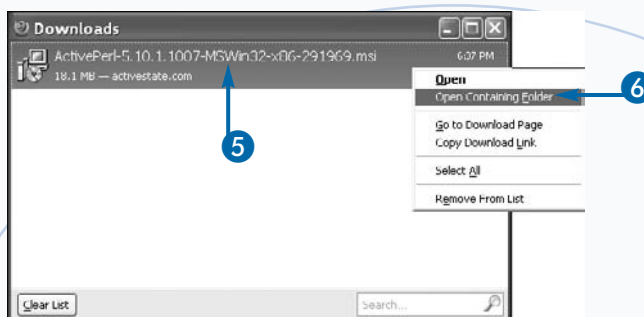 Downloads
ActivePerl-5.10.1.1007-MSWin32-x86-291969.msi 6:07 PM
18.1 MB — activestate.com
Open
Open Containing Folder
6
Go to Download Page
5
Copy Download Link
Select All
Remove From List
Clear List Search...